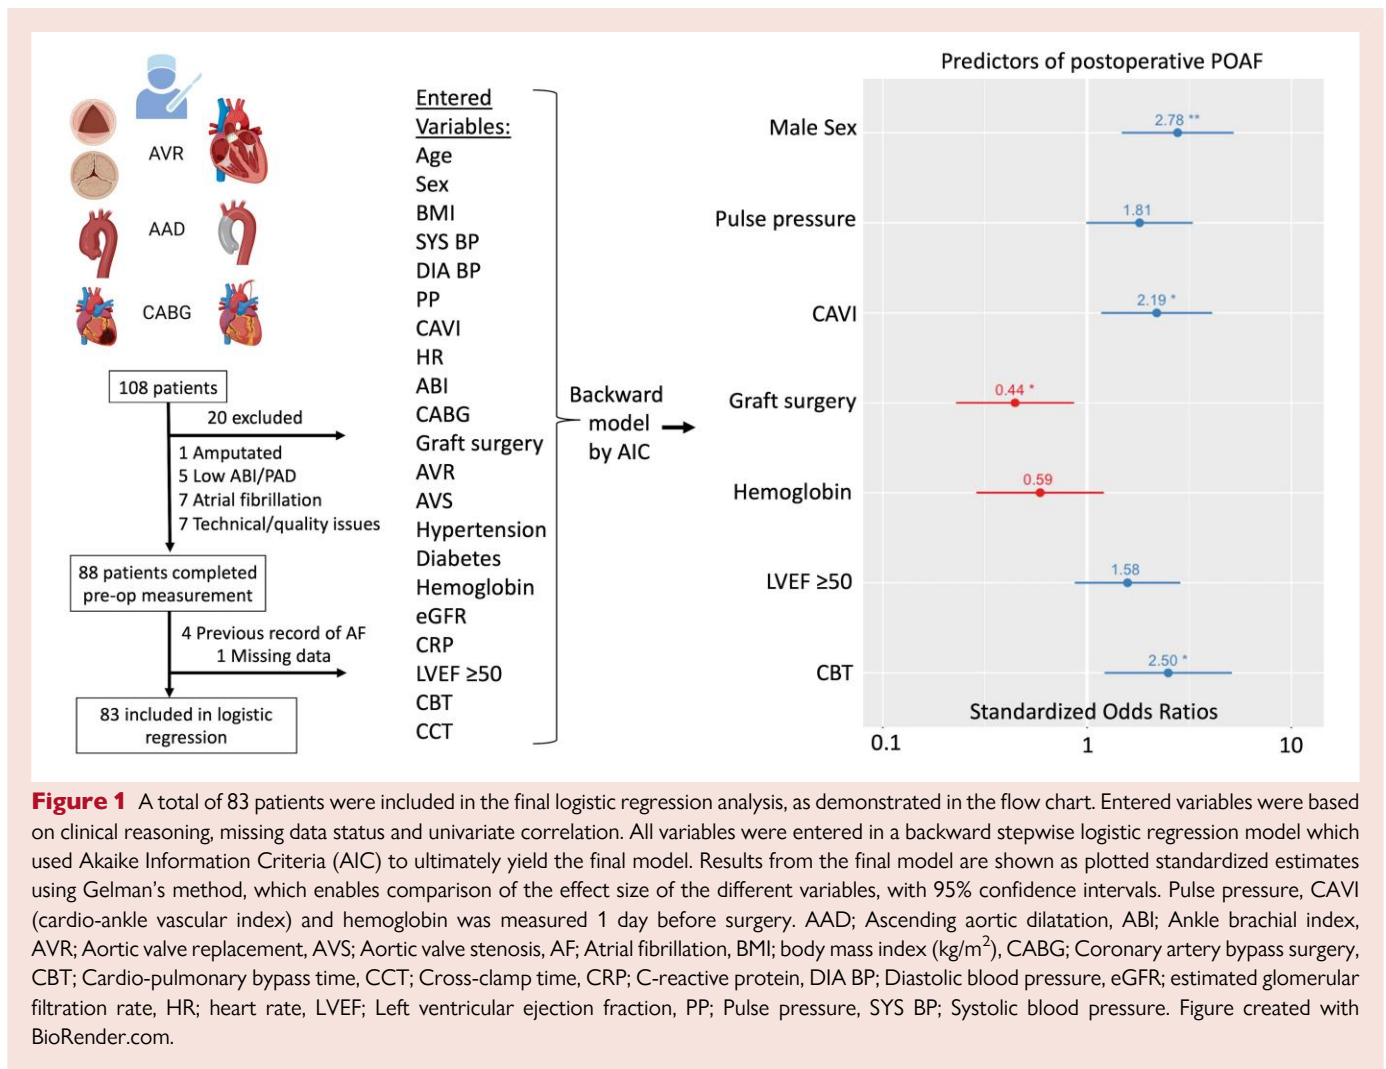 AVR
AAD
CABG
108 patients
20 excluded
1 Amputated
5 Low ABI/PAD
7 Atrial fibrillation
7 Technical/quality issues
88 patients completed
pre-op measurement
4 Previous record of AF
1 Missing data
83 included in logistic
regression
Entered
Variables:
Age
Sex
BMI
SYS BP
DIA BP
PP
CAVI
HR
ABI
CABG
Graft surgery
AVR
AVS
Hypertension
Diabetes
Hemoglobin
eGFR
CRP
LVEF ≥50
CBT
CCT
Backward
model
by AIC
Predictors of postoperative POAF
Male Sex
2.78 **
Pulse pressure
1.81
CAVI
2.19 *
Graft surgery
0.44 *
Hemoglobin
0.59
LVEF ≥50
1.58
CBT
2.50 *
Standardized Odds Ratios
0.1 1 10
Figure 1 A total of 83 patients were included in the final logistic regression analysis, as demonstrated in the flow chart. Entered variables were based
on clinical reasoning, missing data status and univariate correlation. All variables were entered in a backward stepwise logistic regression model which
used Akaike Information Criteria (AIC) to ultimately yield the final model. Results from the final model are shown as plotted standardized estimates
using Gelman's method, which enables comparison of the effect size of the different variables, with 95% confidence intervals. Pulse pressure, CAVI
(cardio-ankle vascular index) and hemoglobin was measured 1 day before surgery. AAD; Ascending aortic dilatation, ABI; Ankle brachial index,
AVR; Aortic valve replacement, AVS; Aortic valve stenosis, AF; Atrial fibrillation, BMI; body mass index (kg/m²), CABG; Coronary artery bypass surgery,
CBT; Cardio-pulmonary bypass time, CCT; Cross-clamp time, CRP; C-reactive protein, DIA BP; Diastolic blood pressure, eGFR; estimated glomerular
filtration rate, HR; heart rate, LVEF; Left ventricular ejection fraction, PP; Pulse pressure, SYS BP; Systolic blood pressure. Figure created with
BioRender.com.